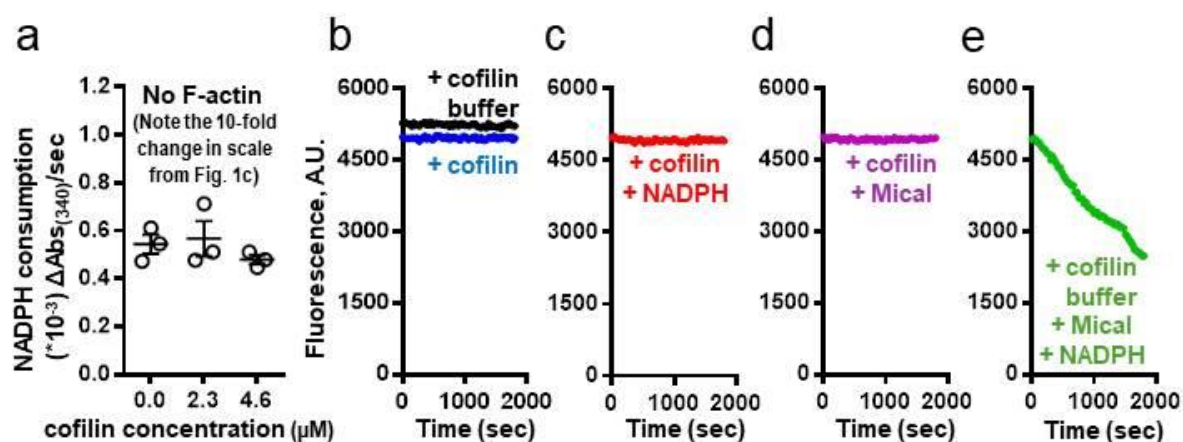 a
NADPH consumption
(*10⁻³) ΔAbs(340)/sec
1.2
1.0
0.8
0.6
0.4
0.2
0.0
No F-actin
(Note the 10-fold
change in scale
from Fig. 1c)
0.0 2.3 4.6
cofilin concentration (µM)
b
Fluorescence, A.U.
6000
4500
3000
1500
0
+ cofilin
buffer
+ cofilin
0 1000 2000
Time (sec)
c
6000
4500
3000
1500
0
+ cofilin
+ NADPH
0 1000 2000
Time (sec)
d
6000
4500
3000
1500
0
+ cofilin
+ Mical
0 1000 2000
Time (sec)
e
6000
4500
3000
1500
0
+ cofilin
buffer
+ Mical
+ NADPH
0 1000 2000
Time (sec)